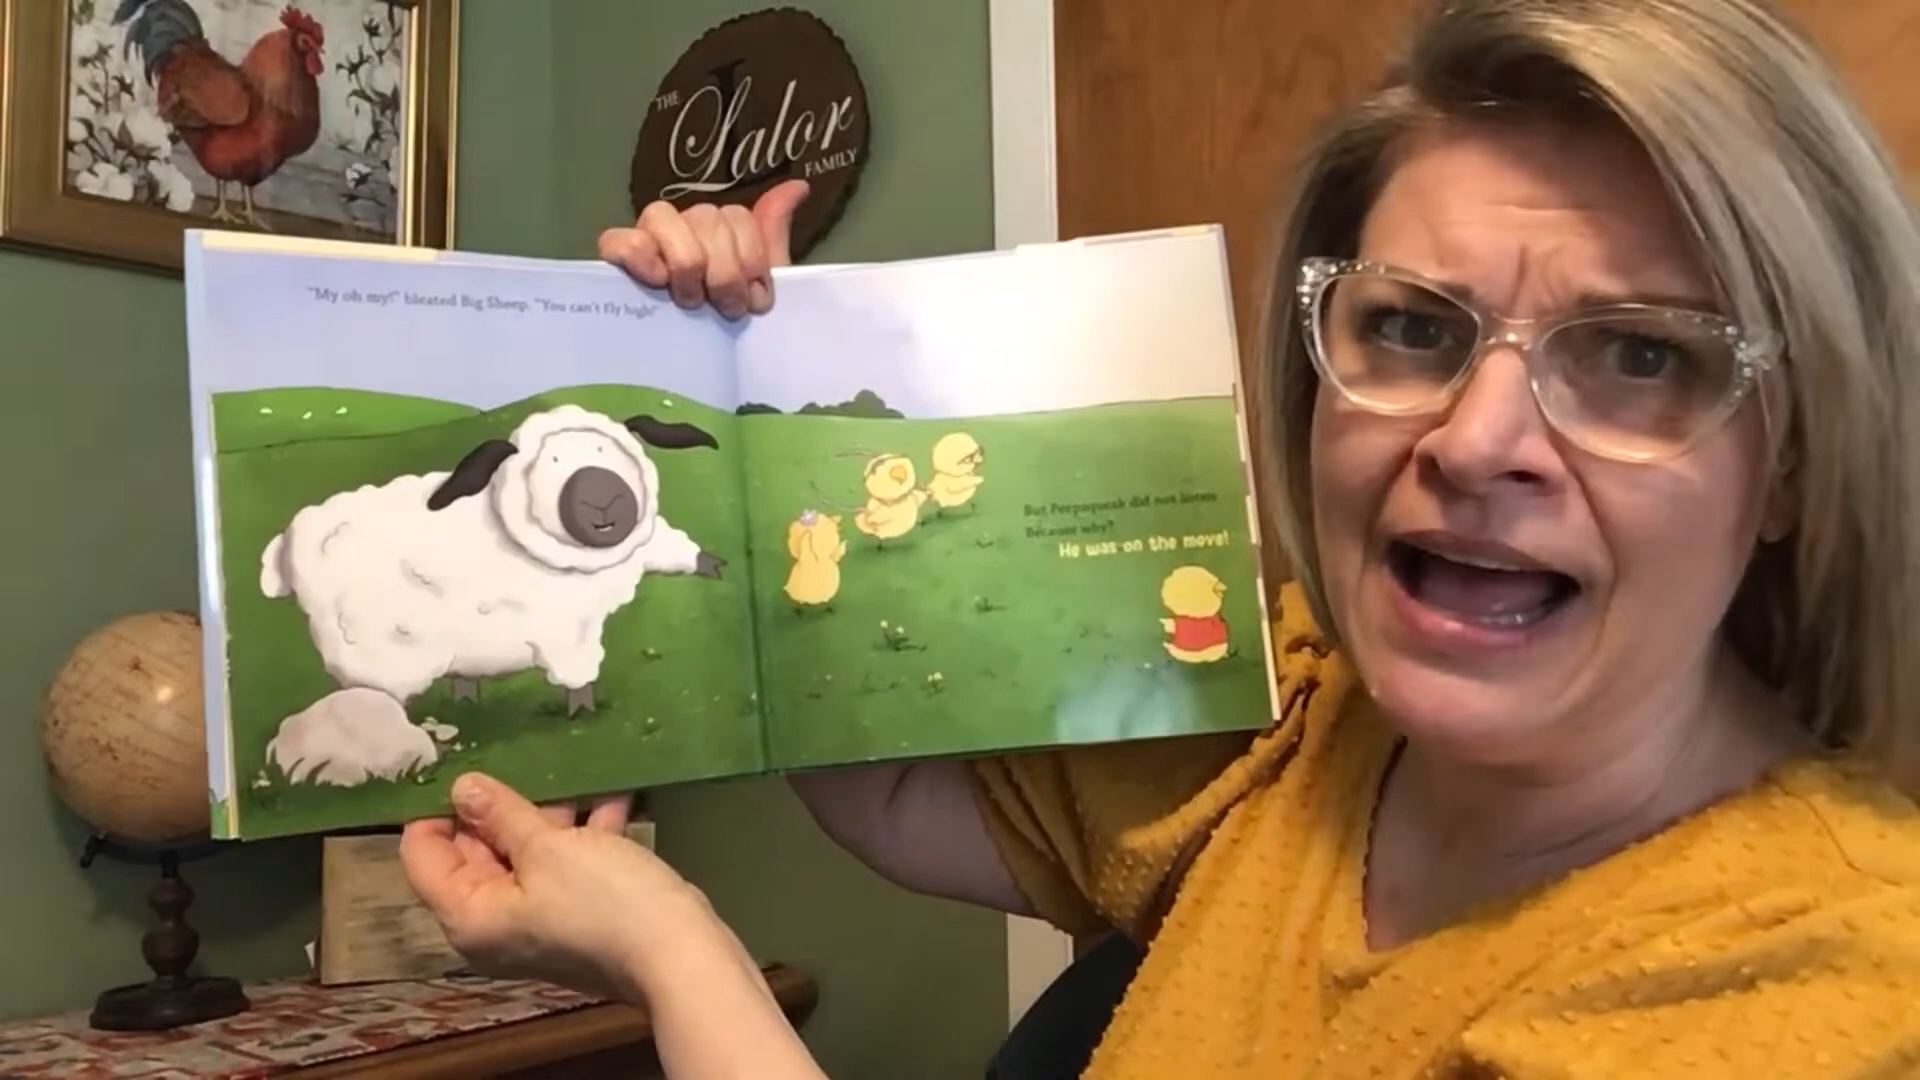 THE
L
Lalor
FAMILY
"My oh my!" bleated Big Sheep. "You can't fly high!"
But Peepsqueak did not listen.
Because why?
He was on the move!